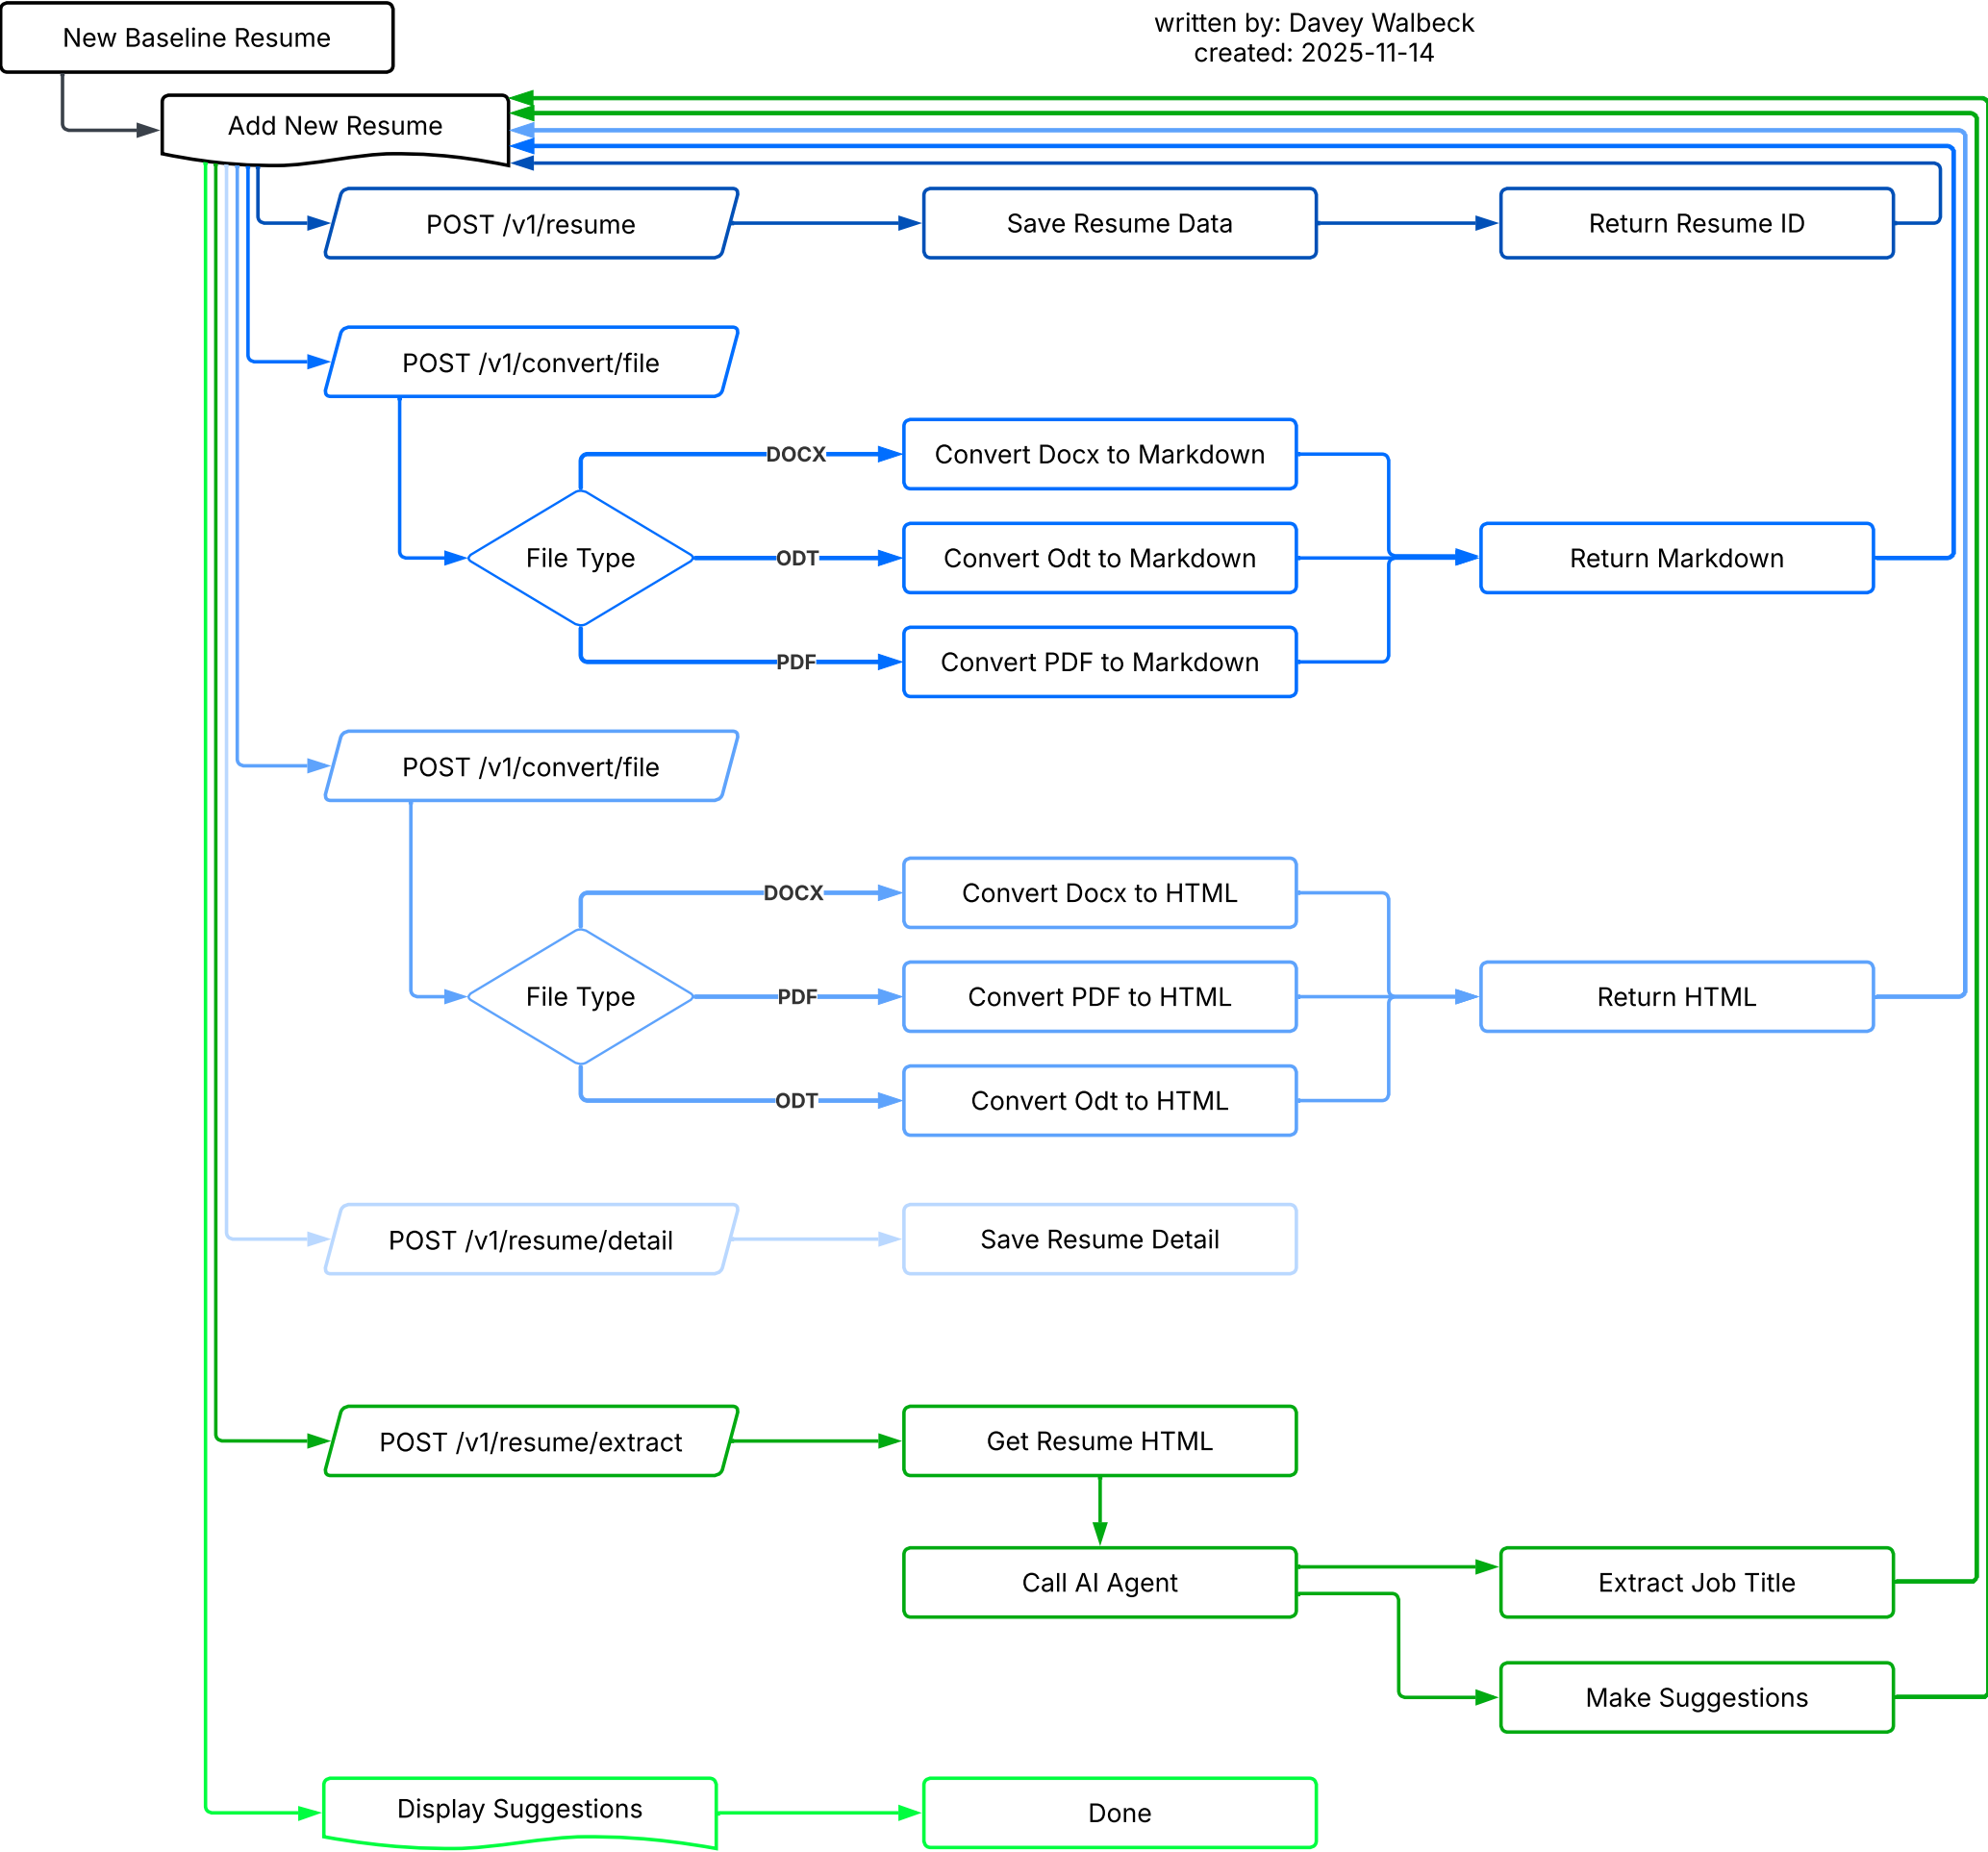 New Baseline Resume
written by: Davey Walbeck
created: 2025-11-14
Add New Resume
POST /v1/resume
Save Resume Data
Return Resume ID
POST /v1/convert/file
DOCX
Convert Docx to Markdown
File Type
ODT
Convert Odt to Markdown
Return Markdown
PDF
Convert PDF to Markdown
POST /v1/convert/file
DOCX
Convert Docx to HTML
File Type
PDF
Convert PDF to HTML
Return HTML
ODT
Convert Odt to HTML
POST /v1/resume/detail
Save Resume Detail
POST /v1/resume/extract
Get Resume HTML
Call AI Agent
Extract Job Title
Make Suggestions
Display Suggestions
Done